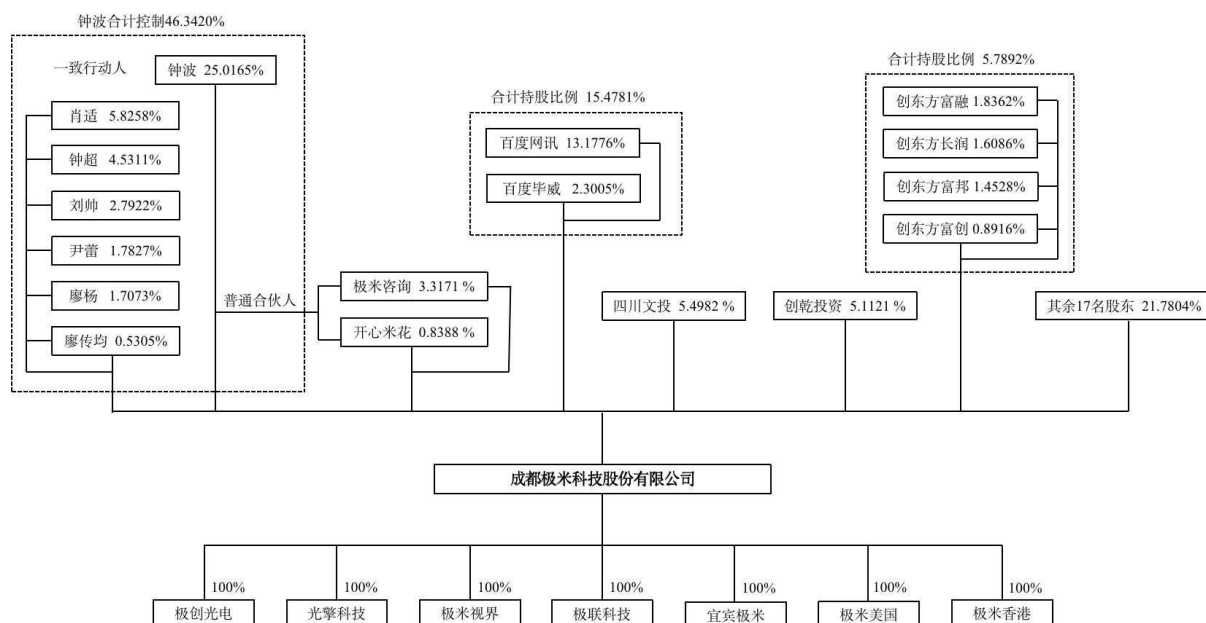 钟波合计控制46.3420%
一致行动人
钟波 25.0165%
肖适 5.8258%
钟超 4.5311%
刘帅 2.7922%
尹蕾 1.7827%
廖杨 1.7073%
廖传均 0.5305%
普通合伙人
极米咨询 3.3171 %
开心米花 0.8388 %
合计持股比例 15.4781%
百度网讯 13.1776%
百度毕威 2.3005%
四川文投 5.4982 %
创乾投资 5.1121 %
合计持股比例 5.7892%
创东方富融 1.8362%
创东方长润 1.6086%
创东方富邦 1.4528%
创东方富创 0.8916%
其余17名股东 21.7804%
成都极米科技股份有限公司
100%
100%
100%
100%
100%
100%
100%
极创光电
光擎科技
极米视界
极联科技
宜宾极米
极米美国
极米香港